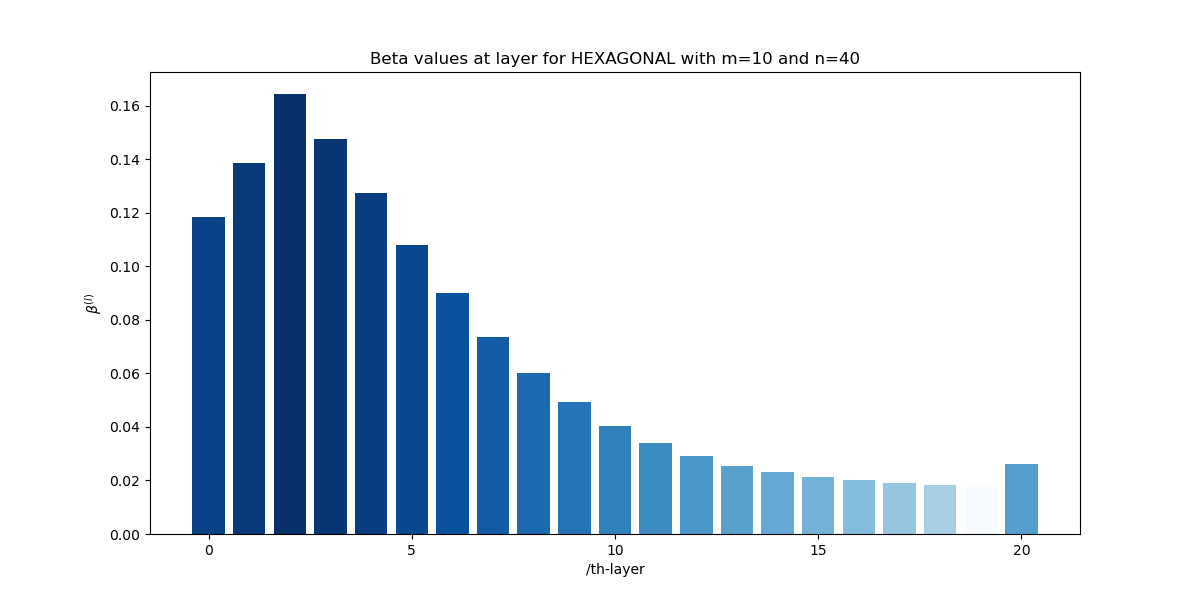 Beta values at layer for HEXAGONAL with m=10 and n=40
0.16
0.14
0.12
0.10
0.08
0.06
0.04
0.02
0.00
β^(l)
0 5 10 15 20
/th-layer